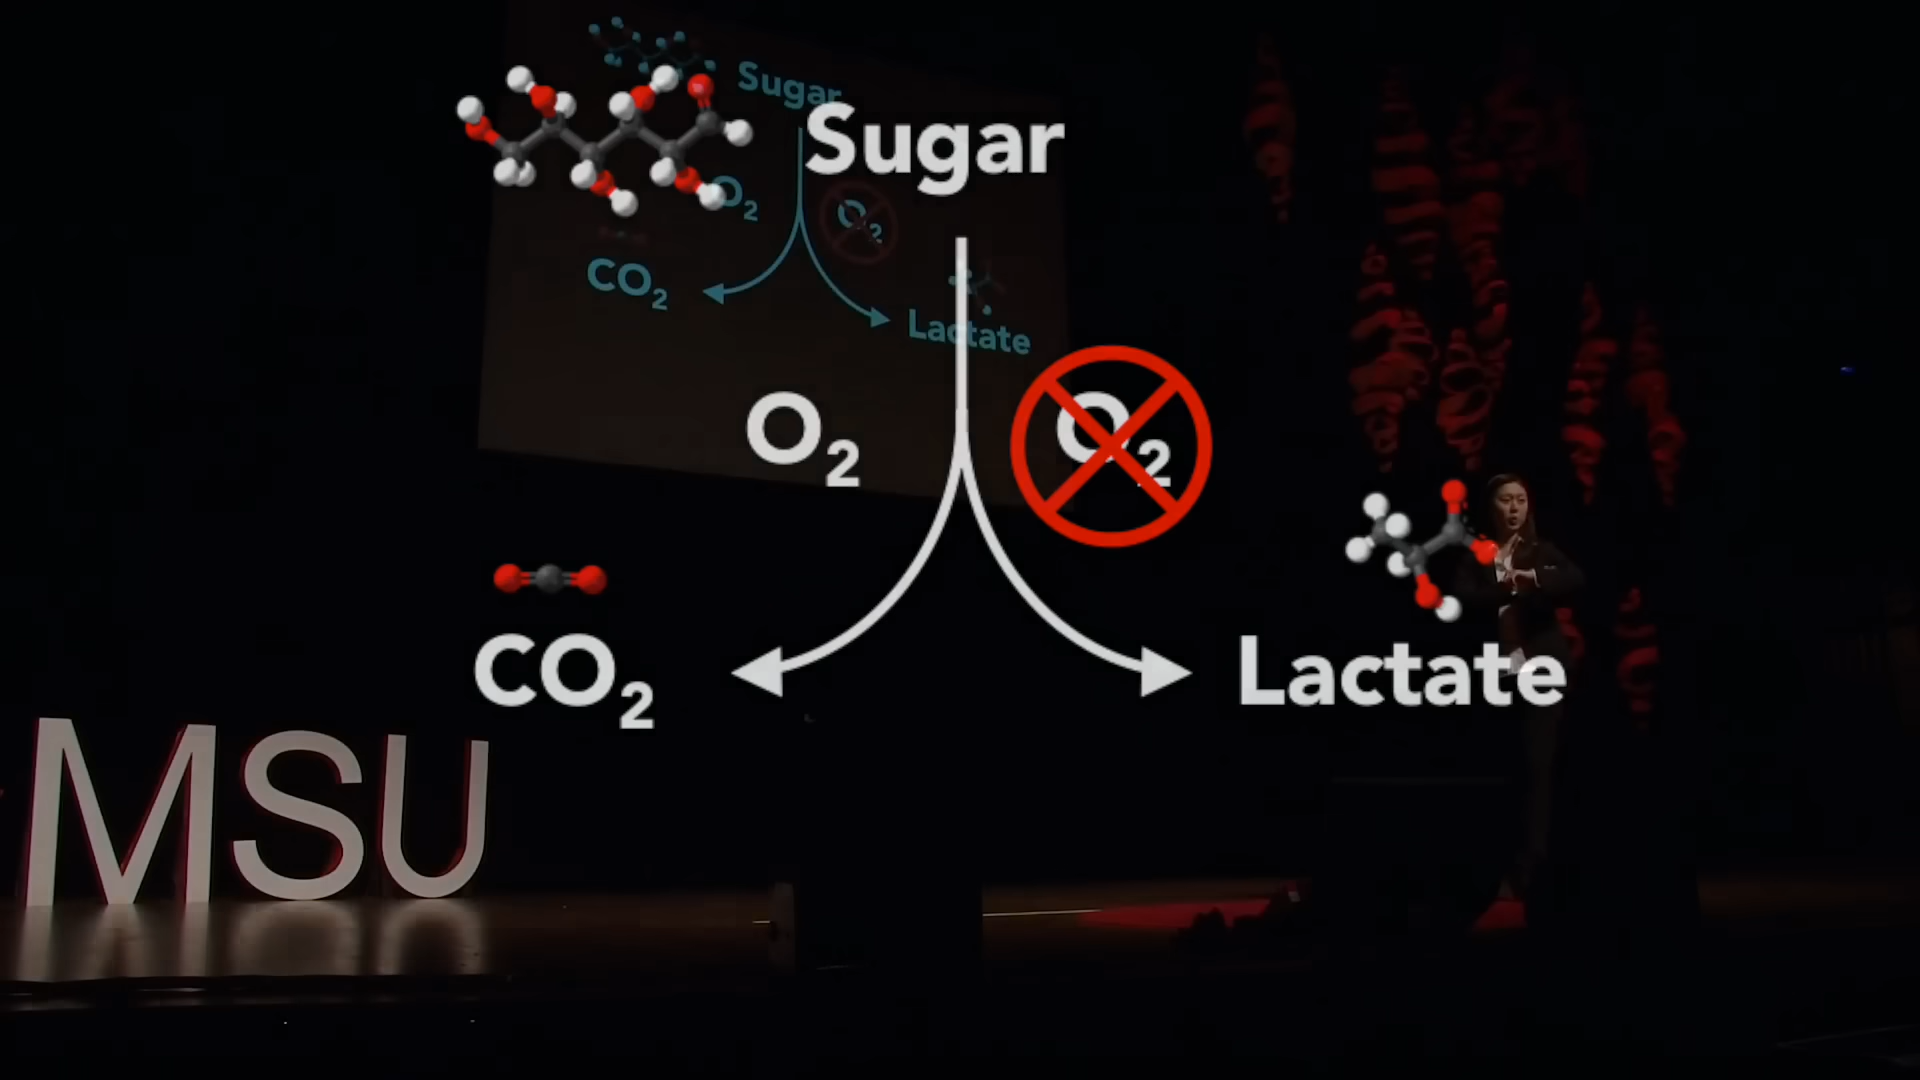 Sugar
O₂ O₂
CO₂
Lactate
Sugar
O₂ O₂
CO₂ Lactate
MSU